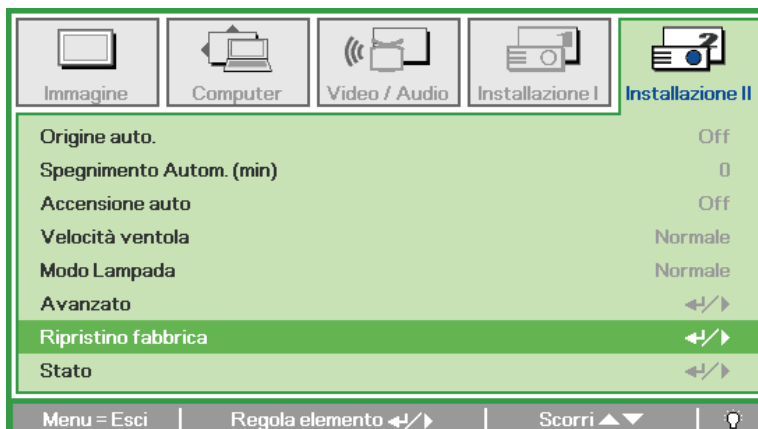 Immagine
Computer
Video / Audio
Installazione I
Installazione II
Origine auto. Off
Spegnimento Autom. (min) 0
Accensione auto Off
Velocità ventola Normale
Modo Lampada Normale
Avanzato ↵/▶
Ripristino fabbrica ↵/▶
Stato ↵/▶
Menu = Esci | Regola elemento ↵/▶ | Scorri ▲▼ |